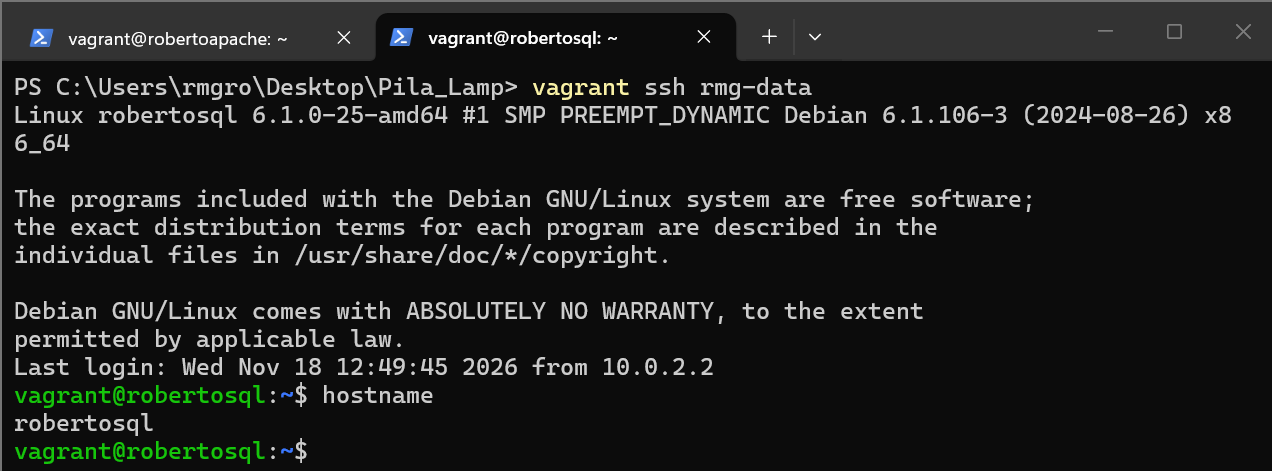 vagrant@robertoapache: ~
vagrant@robertosql: ~
PS C:\Users\rmgro\Desktop\Pila_Lamp> vagrant ssh rmg-data
Linux robertosql 6.1.0-25-amd64 #1 SMP PREEMPT_DYNAMIC Debian 6.1.106-3 (2024-08-26) x8
6_64
The programs included with the Debian GNU/Linux system are free software;
the exact distribution terms for each program are described in the
individual files in /usr/share/doc/*/copyright.
Debian GNU/Linux comes with ABSOLUTELY NO WARRANTY, to the extent
permitted by applicable law.
Last login: Wed Nov 18 12:49:45 2026 from 10.0.2.2
vagrant@robertosql:~$ hostname
robertosql
vagrant@robertosql:~$